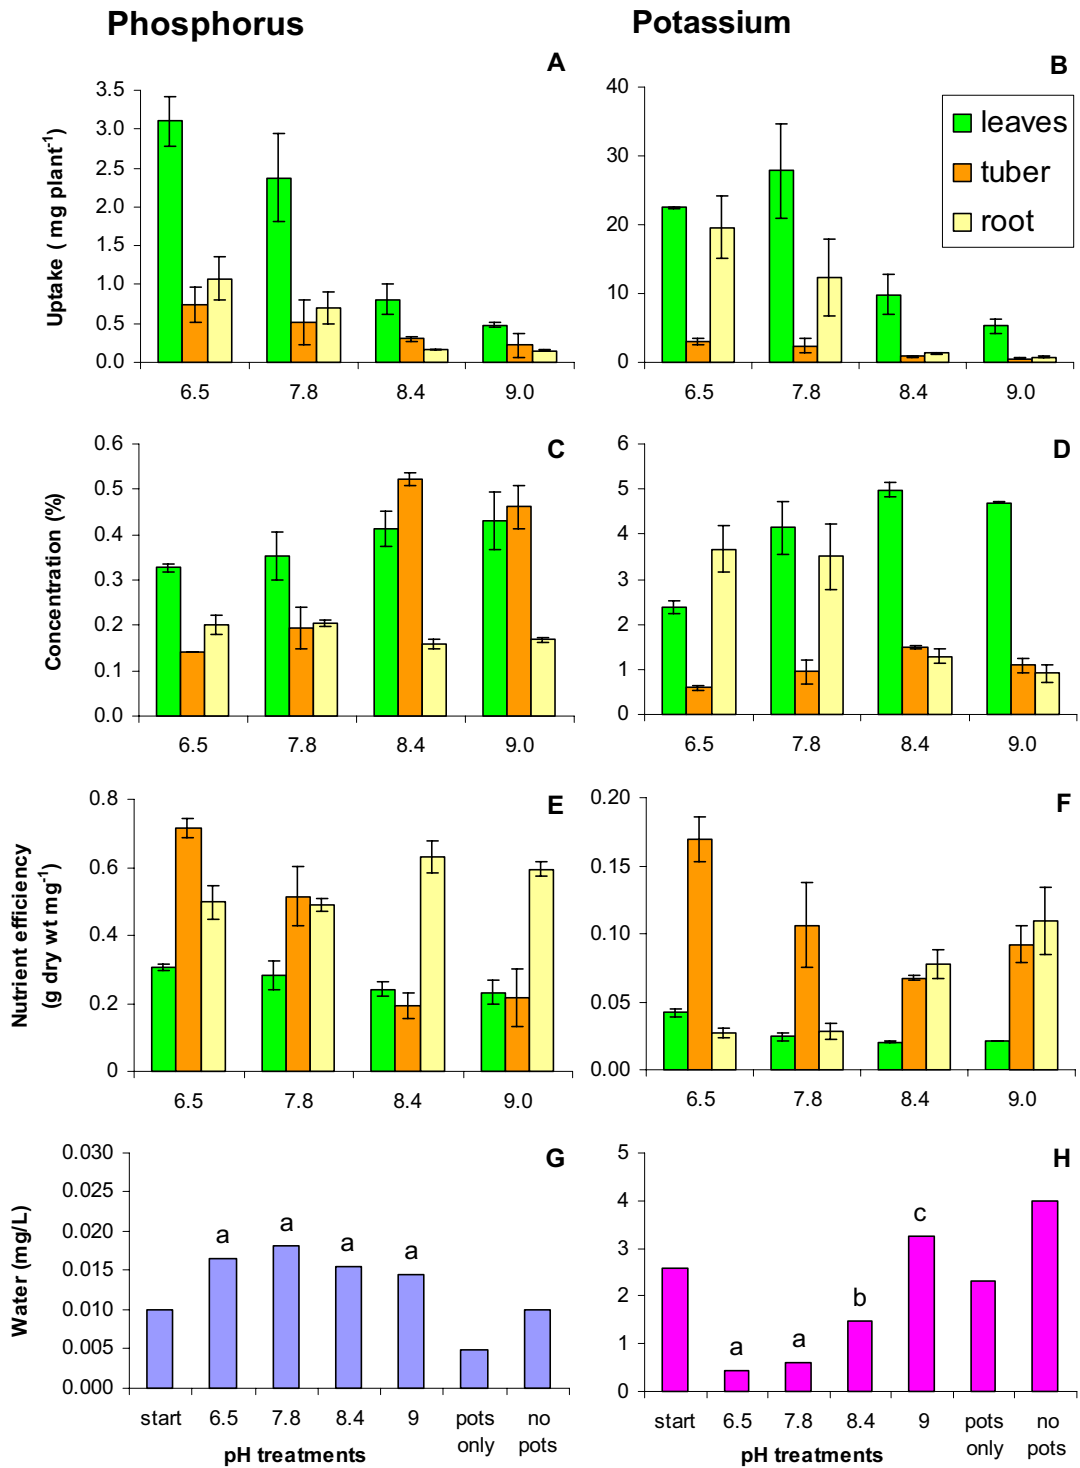 Phosphorus
Potassium
A
3.5
3.0
2.5
2.0
1.5
1.0
0.5
0.0
Uptake ( mg plant-1)
6.5 7.8 8.4 9.0
B
40
30
20
10
0
6.5 7.8 8.4 9.0
leaves
tuber
root
C
0.6
0.5
0.4
0.3
0.2
0.1
0.0
Concentration (%)
6.5 7.8 8.4 9.0
D
6
5
4
3
2
1
0
6.5 7.8 8.4 9.0
E
0.8
0.6
0.4
0.2
0
Nutrient efficiency
(g dry wt mg-1)
6.5 7.8 8.4 9.0
F
0.20
0.15
0.10
0.05
0.00
6.5 7.8 8.4 9.0
G
0.030
0.025
0.020
0.015
0.010
0.005
0.000
Water (mg/L)
a a a a
start 6.5 7.8 8.4 9 pots no
only pots
pH treatments
H
5
4
3
2
1
0
a a b c
start 6.5 7.8 8.4 9 pots no
only pots
pH treatments